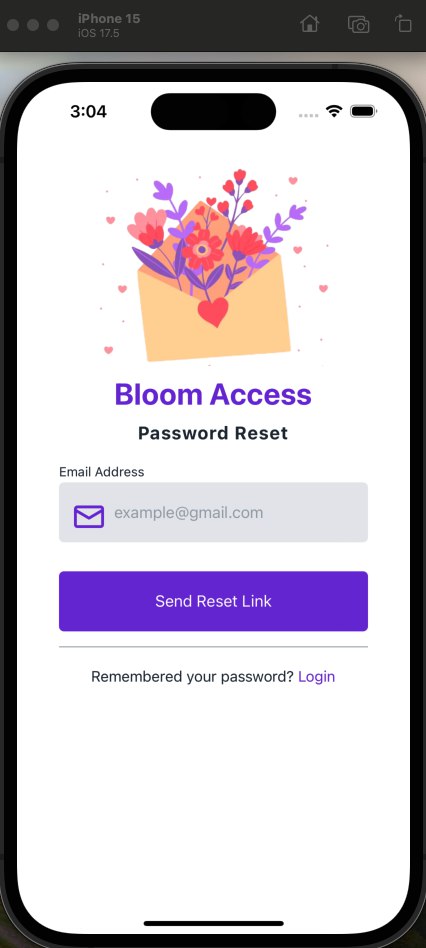 iPhone 15
iOS 17.5
3:04
Bloom Access
Password Reset
Email Address
example@gmail.com
Send Reset Link
Remembered your password? Login